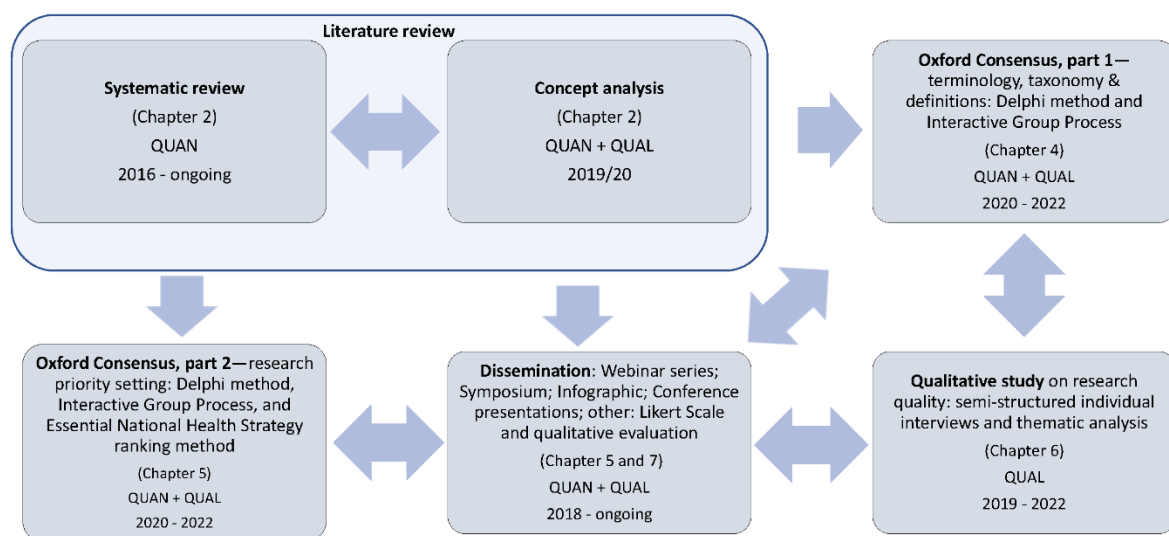 Literature review
Systematic review
(Chapter 2)
QUAN
2016 - ongoing
Concept analysis
(Chapter 2)
QUAN + QUAL
2019/20
Oxford Consensus, part 1—
terminology, taxonomy &
definitions: Delphi method and
Interactive Group Process
(Chapter 4)
QUAN + QUAL
2020 - 2022
Oxford Consensus, part 2—research
priority setting: Delphi method,
Interactive Group Process, and
Essential National Health Strategy
ranking method
(Chapter 5)
QUAN + QUAL
2020 - 2022
Dissemination: Webinar series;
Symposium; Infographic; Conference
presentations; other: Likert Scale
and qualitative evaluation
(Chapter 5 and 7)
QUAN + QUAL
2018 - ongoing
Qualitative study on research
quality: semi-structured individual
interviews and thematic analysis
(Chapter 6)
QUAL
2019 - 2022